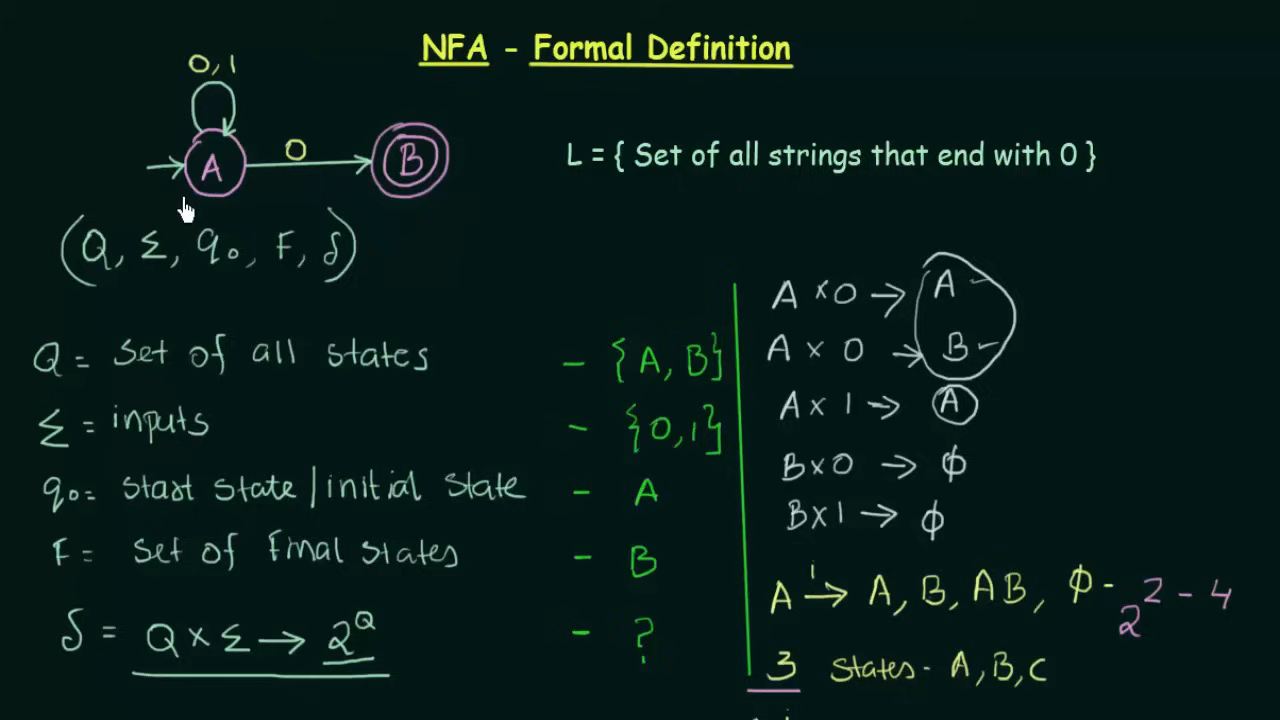 NFA - Formal Definition
0, 1
A 0 B
L = { Set of all strings that end with 0 }
(Q, Σ, q0, F, δ)
Q = Set of all states - {A, B}
Σ = inputs - {0, 1}
q0 = start state / initial state - A
F = set of Final states - B
δ = Q × Σ → 2^Q - ?
A × 0 → A
A × 0 → B
A × 1 → A
B × 0 → ϕ
B × 1 → ϕ
A →i A, B, AB, ϕ - 2^2 - 4
3 states - A, B, C